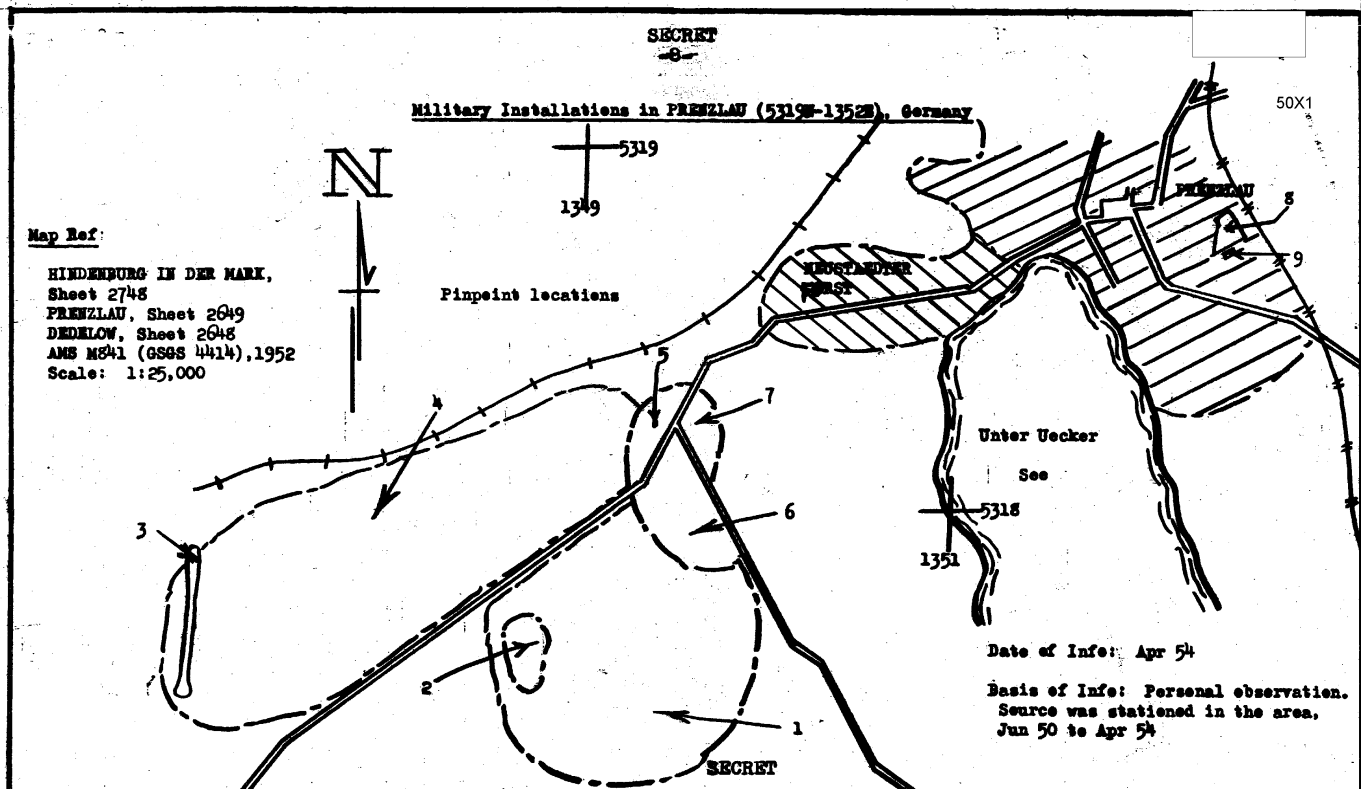 SECRET
-8-
50X1
Military Installations in PRENZLAU (5319N-1352E), Germany
N
5319
1349
Map Ref:
HINDENBURG IN DER MARK,
Sheet 2748
PRENZLAU, Sheet 2649
DEDELOW, Sheet 2648
AMS M841 (GSGS 4414),1952
Scale: 1:25,000
Pinpoint locations
PRENZLAU
8
9
NEUSTAEDTER
FORST
5
7
4
6
3
2
1
Unter Uecker
See
5318
1351
Date of Info: Apr 54
Basis of Info: Personal observation.
Source was stationed in the area,
Jun 50 to Apr 54
SECRET